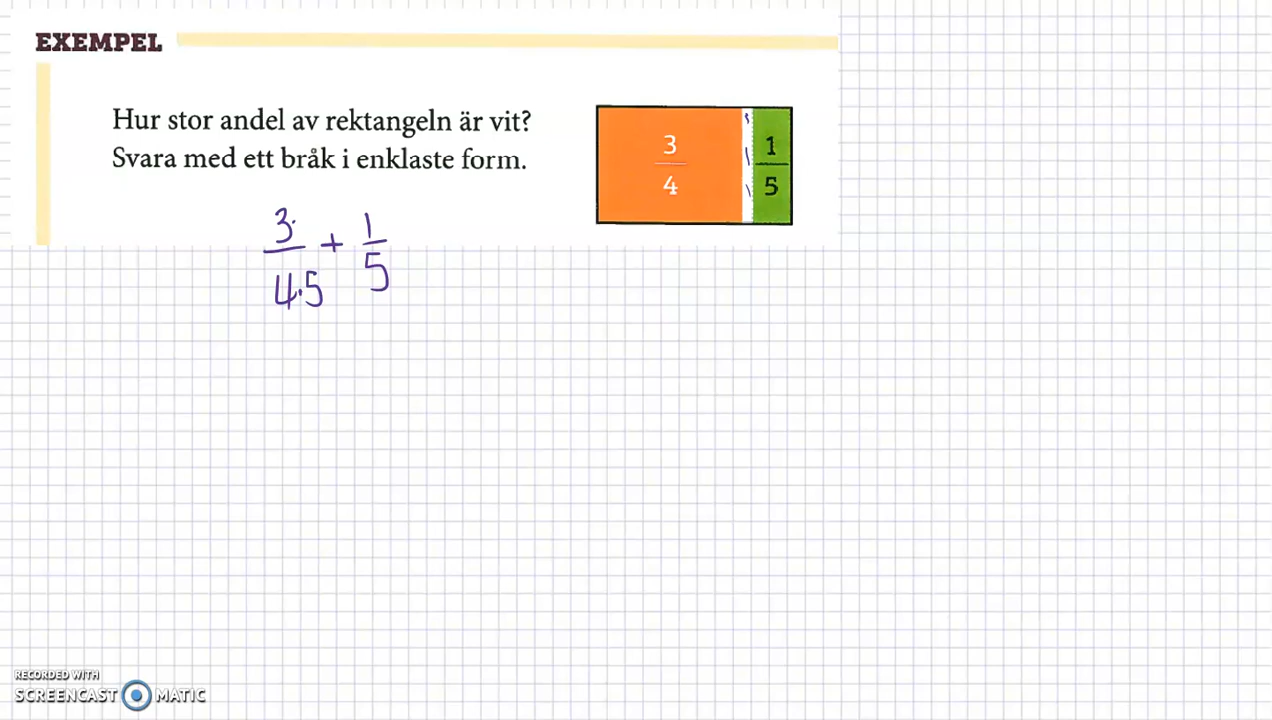 EXEMPEL
Hur stor andel av rektangeln är vit?
Svara med ett bråk i enklaste form.
3/4
1/5
3·/4·5 + 1/5
RECORDED WITH
SCREENCAST MATIC